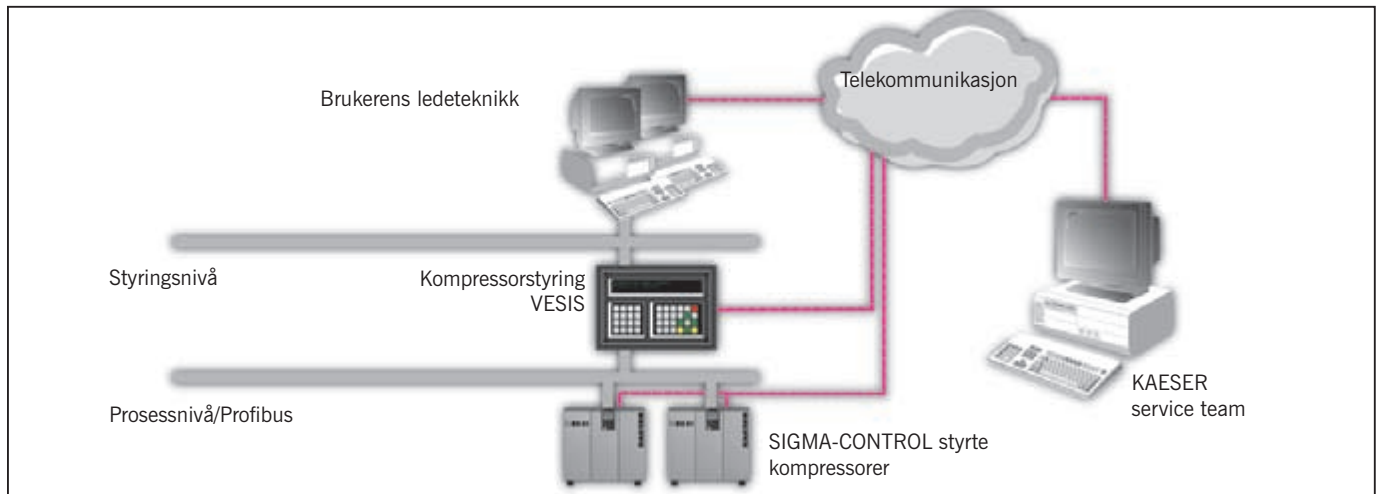 Telekommunikasjon
Brukerens ledeteknikk
Styringsnivå
Kompressorstyring
VESIS
Prosessnivå/Profibus
KAESER
service team
SIGMA-CONTROL styrte
kompressorer